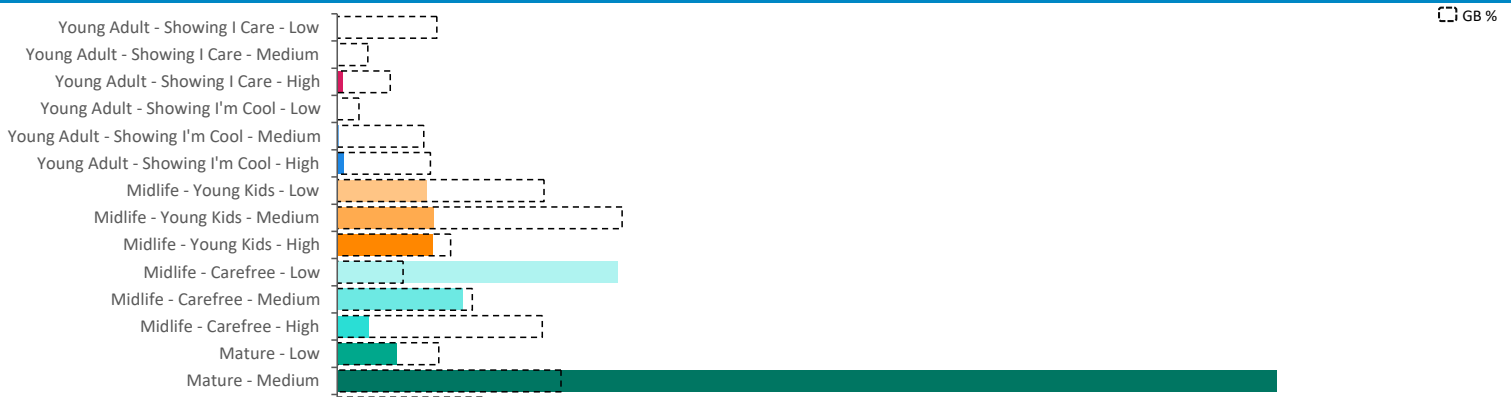 GB %
Young Adult - Showing I Care - Low
Young Adult - Showing I Care - Medium
Young Adult - Showing I Care - High
Young Adult - Showing I'm Cool - Low
Young Adult - Showing I'm Cool - Medium
Young Adult - Showing I'm Cool - High
Midlife - Young Kids - Low
Midlife - Young Kids - Medium
Midlife - Young Kids - High
Midlife - Carefree - Low
Midlife - Carefree - Medium
Midlife - Carefree - High
Mature - Low
Mature - Medium